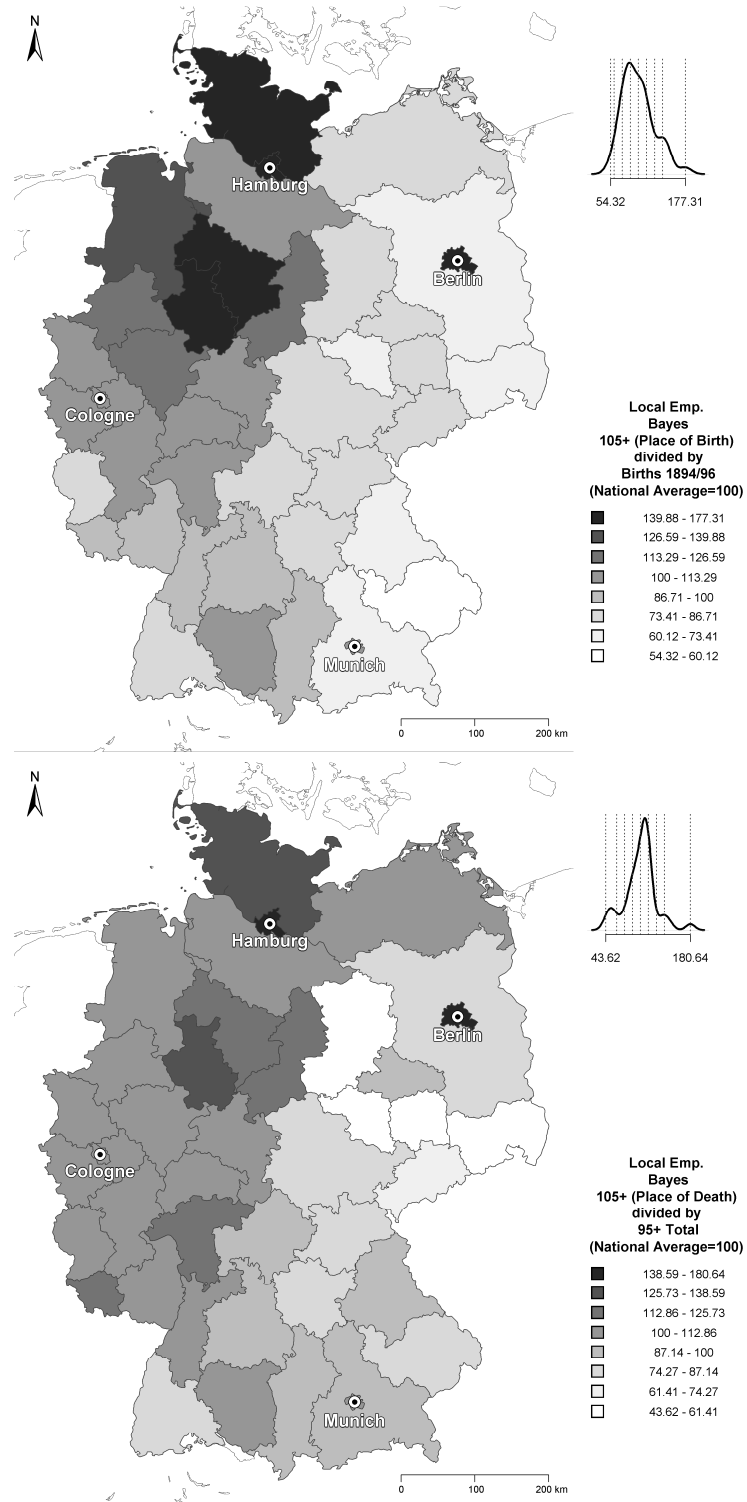 N
Hamburg
54.32 177.31
Berlin
Cologne
Local Emp.
Bayes
105+ (Place of Birth)
divided by
Births 1894/96
(National Average=100)
139.88 - 177.31
126.59 - 139.88
113.29 - 126.59
100 - 113.29
86.71 - 100
73.41 - 86.71
60.12 - 73.41
54.32 - 60.12
Munich
0 100 200 km
N
Hamburg
43.62 180.64
Berlin
Cologne
Local Emp.
Bayes
105+ (Place of Death)
divided by
95+ Total
(National Average=100)
138.59 - 180.64
125.73 - 138.59
112.86 - 125.73
100 - 112.86
87.14 - 100
74.27 - 87.14
61.41 - 74.27
43.62 - 61.41
Munich
0 100 200 km